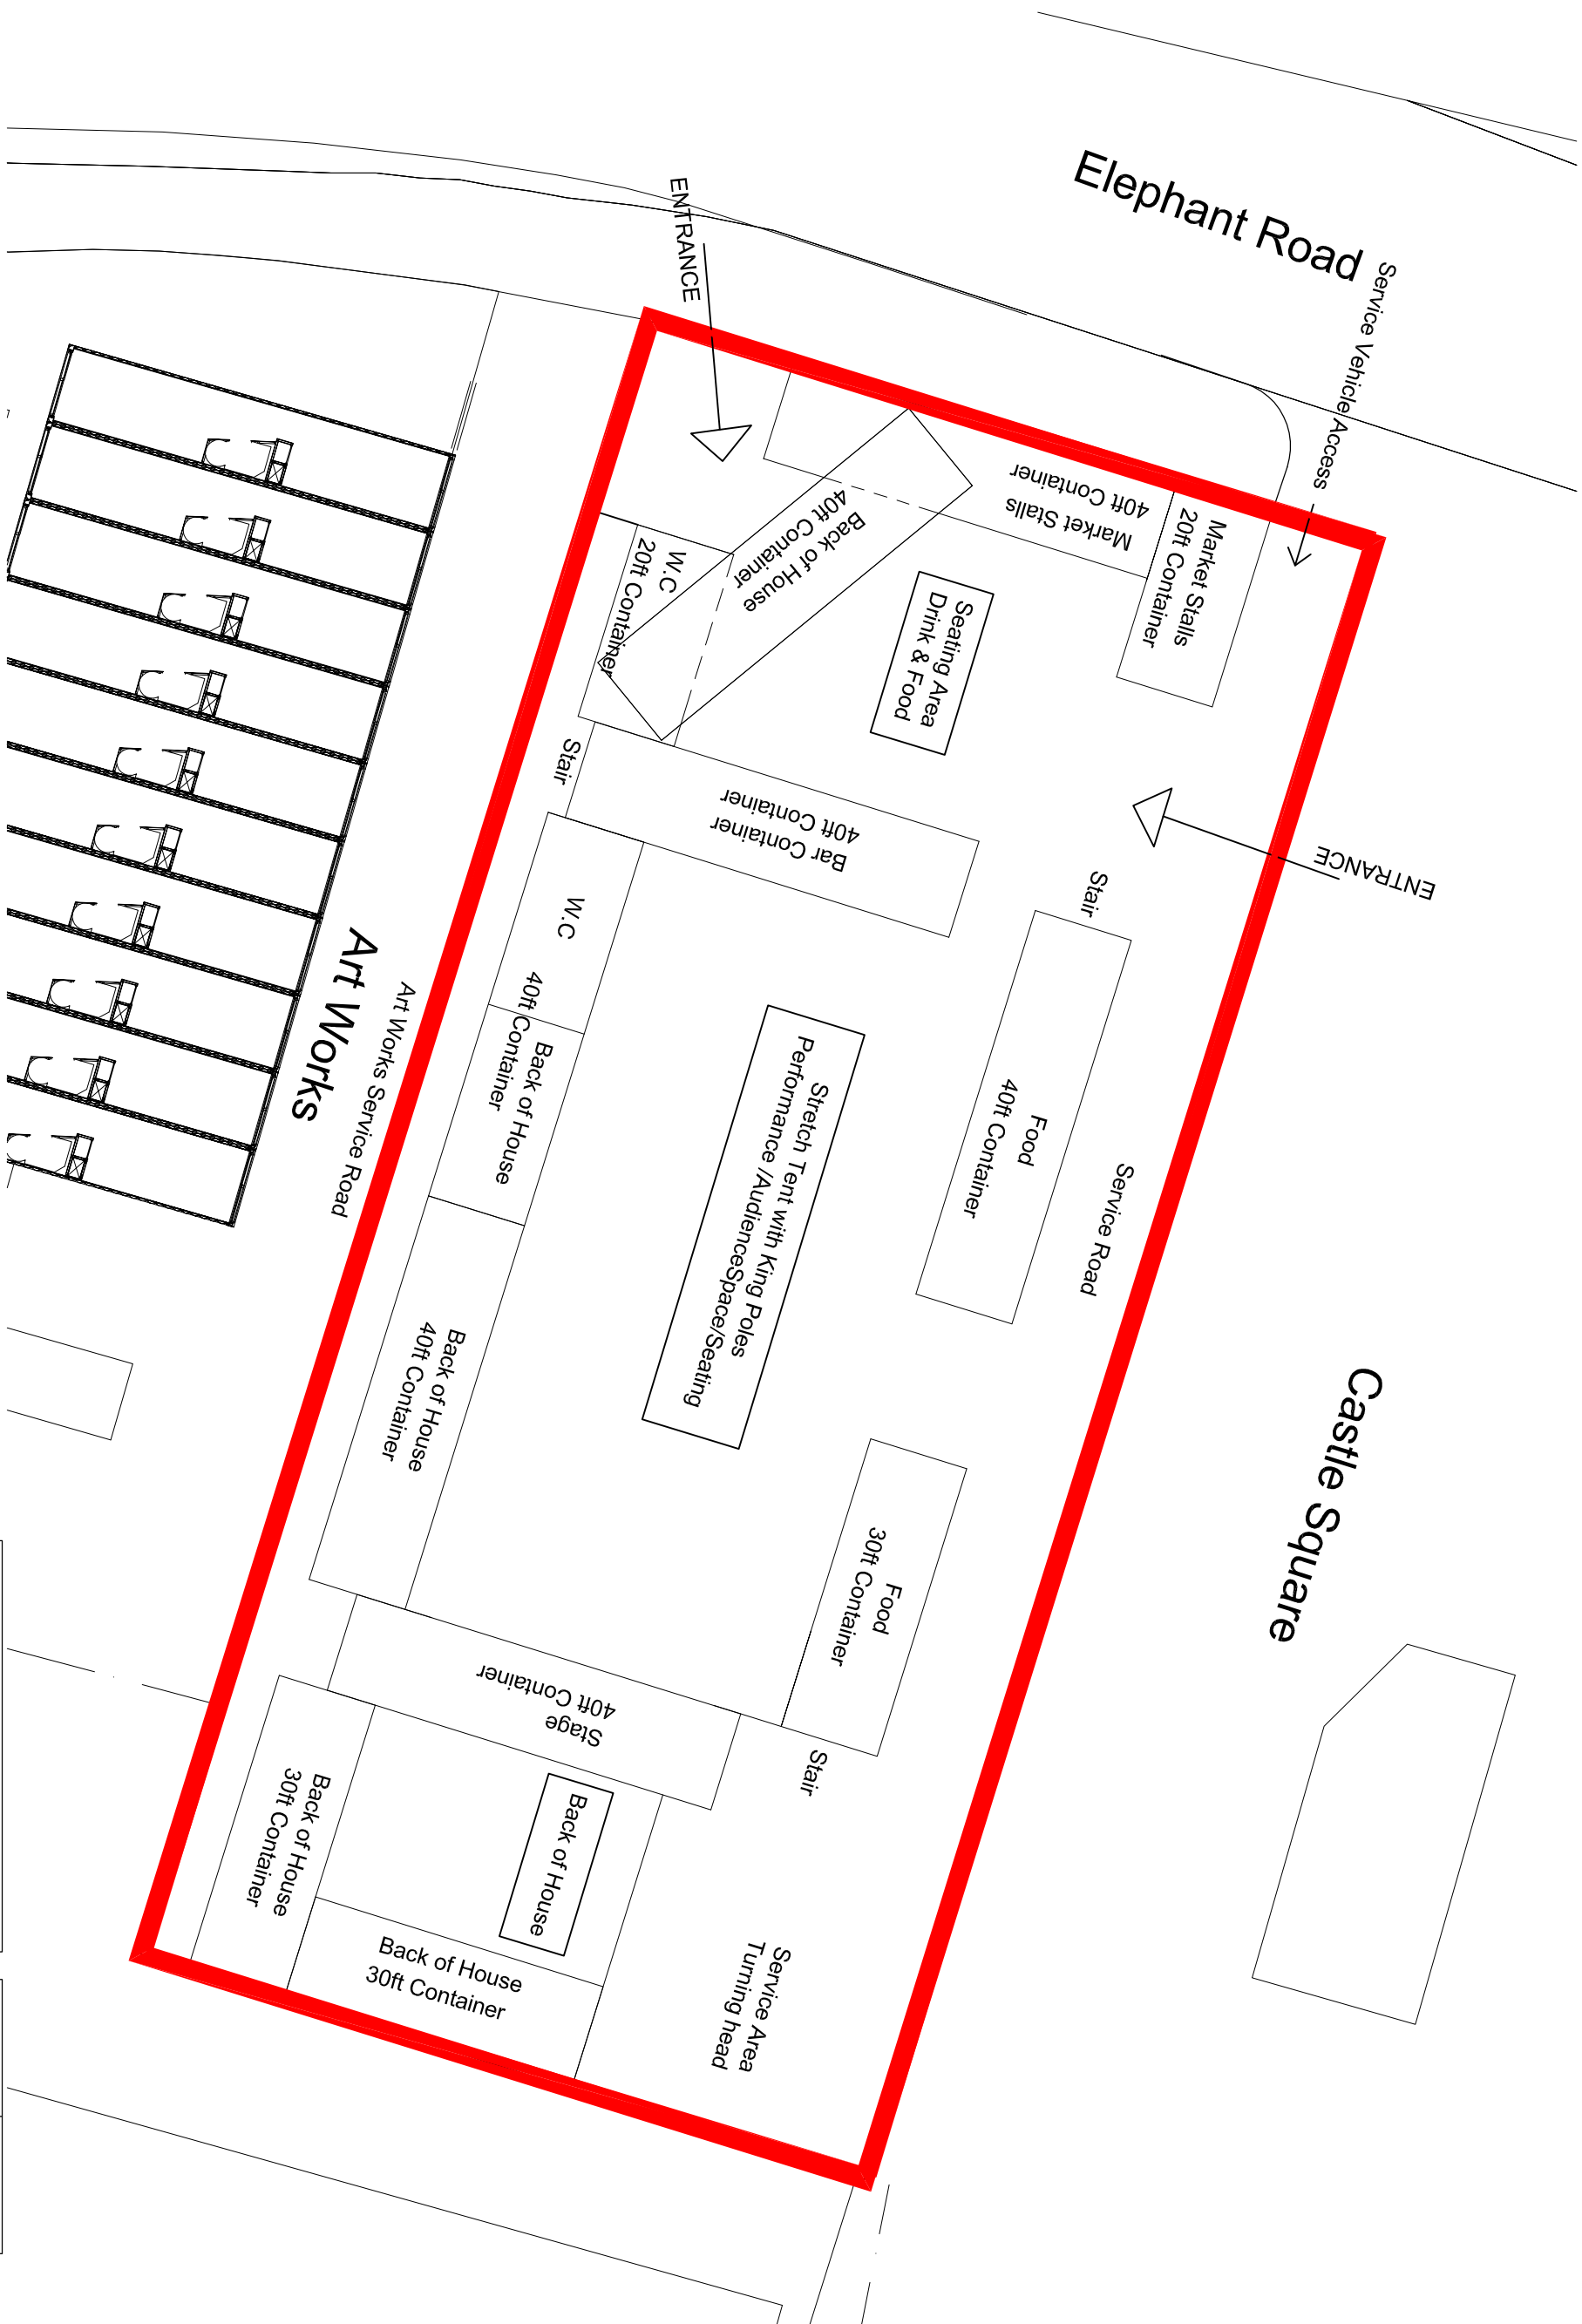 Elephant Road
Service Vehicle Access
ENTRANCE
Market Stalls
40ft Container
Market Stalls
20ft Container
Back of House
40ft Container
W.C
20ft Container
Seating Area
Drink & Food
Stair
Bar Container
40ft Container
ENTRANCE
Stair
W.C
40ft Container
Back of House
Art Works
Art Works Service Road
Stretch Tent with King Poles
Performance /AudienceSpace/Seating
Food
40ft Container
Service Road
Back of House
40ft Container
Castle Square
Food
30ft Container
Stage
40ft Container
Stair
Back of House
30ft Container
Back of House
Back of House
30ft Container
Service Area
Turning head